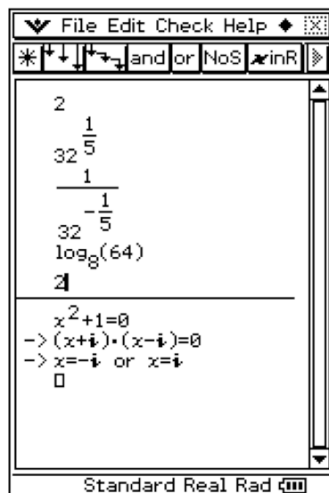 File Edit Check Help
and or NoS xinR
2
32^(1/5)
1/32^(-1/5)
log₈(64)
2
x²+1=0
->(x+i)·(x-i)=0
->x=-i or x=i
Standard Real Rad